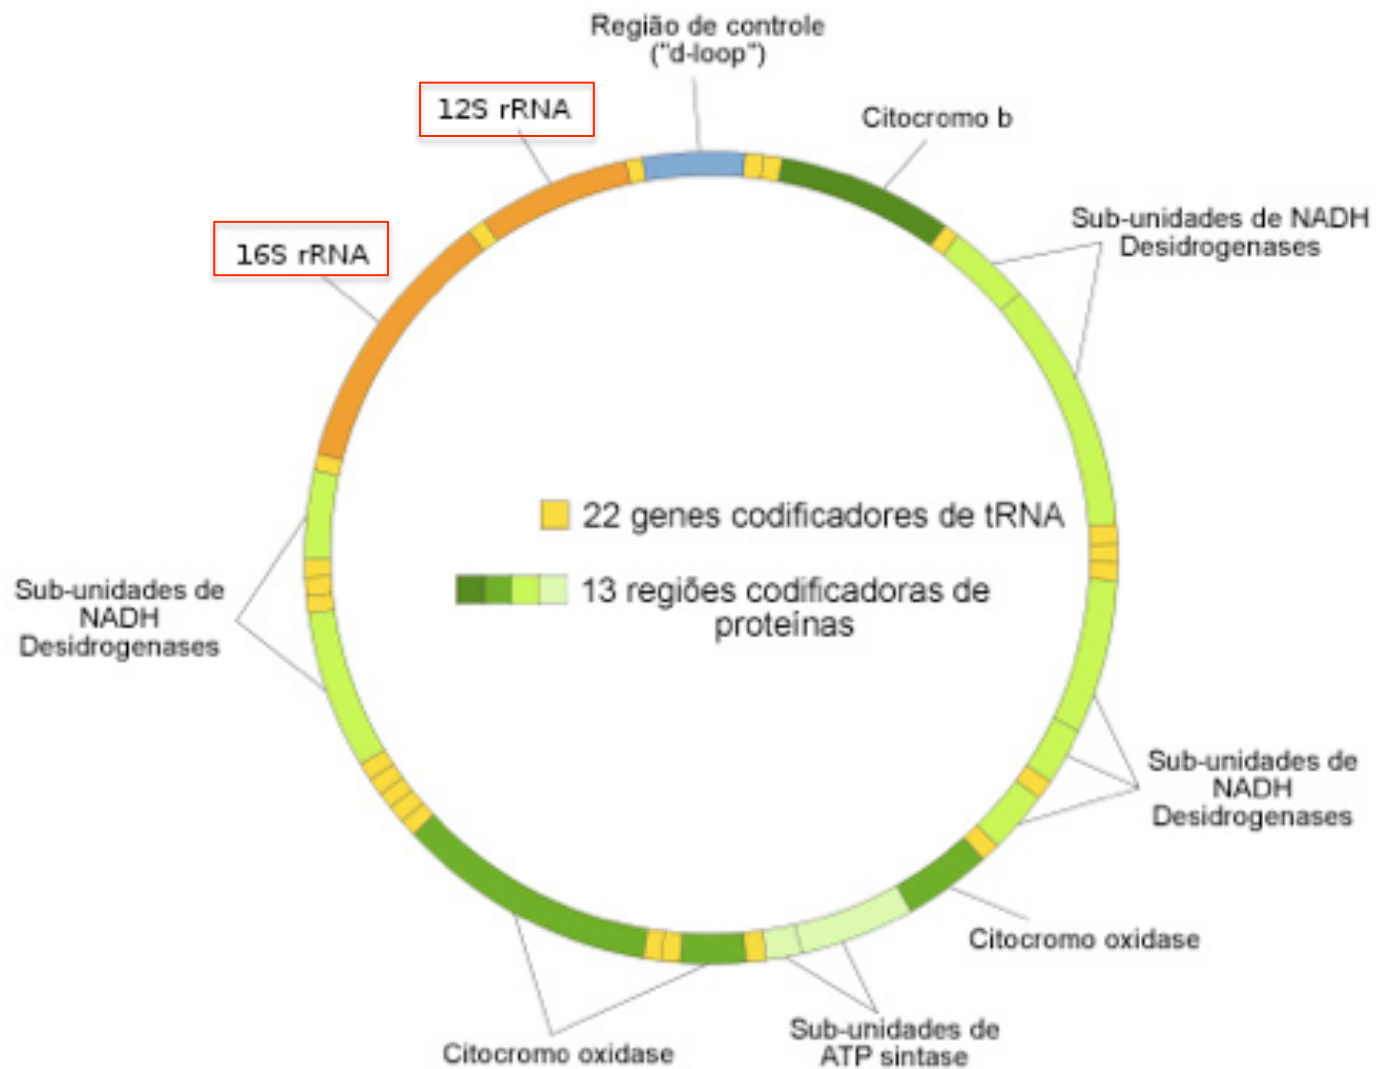 Região de controle
("d-loop")
12S rRNA
Citocromo b
16S rRNA
Sub-unidades de NADH
Desidrogenases
22 genes codificadores de tRNA
13 regiões codificadoras de
proteínas
Sub-unidades de
NADH
Desidrogenases
Sub-unidades de
NADH
Desidrogenases
Citocromo oxidase
Sub-unidades de
ATP sintase
Citocromo oxidase